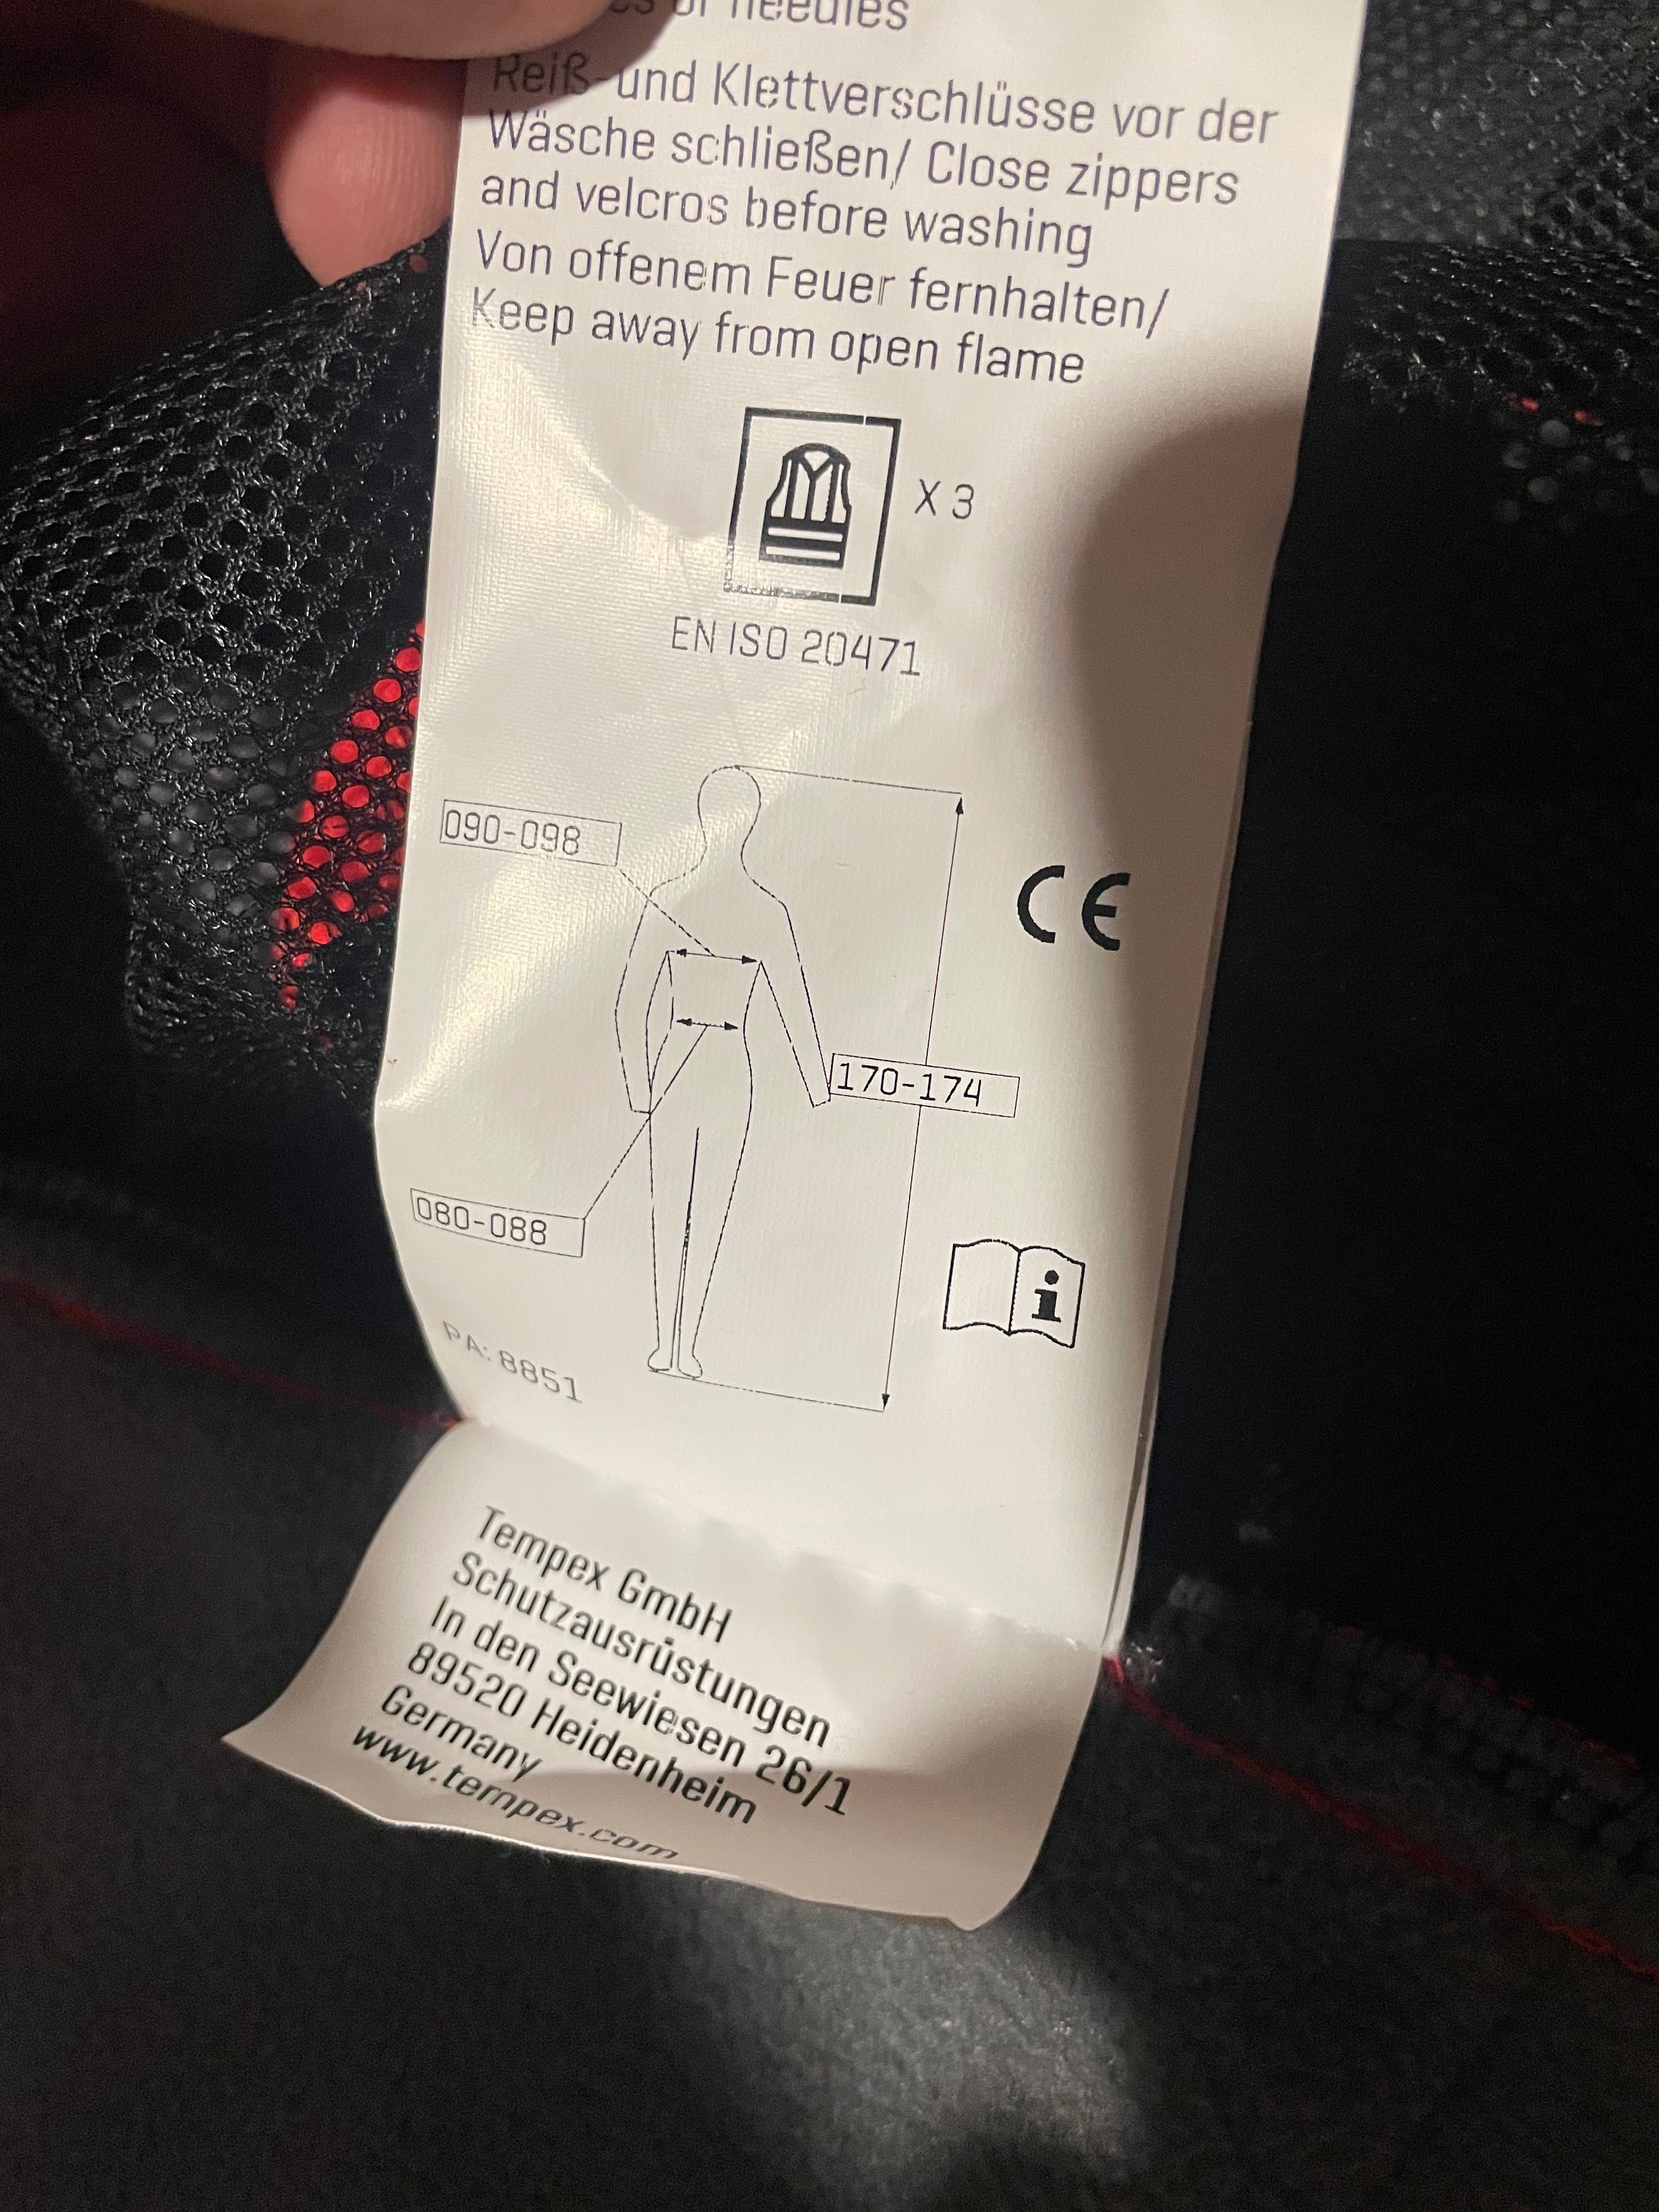 of needles
Reiß- und Klettverschlüsse vor der
Wäsche schließen/ Close zippers
and velcros before washing
Von offenem Feuer fernhalten/
Keep away from open flame
X 3
EN ISO 20471
090-098
CE
170-174
080-088
i
PA: 8851
Tempex GmbH
Schutzausrüstungen
In den Seewiesen 26/1
89520 Heidenheim
Germany
www.tempex.com